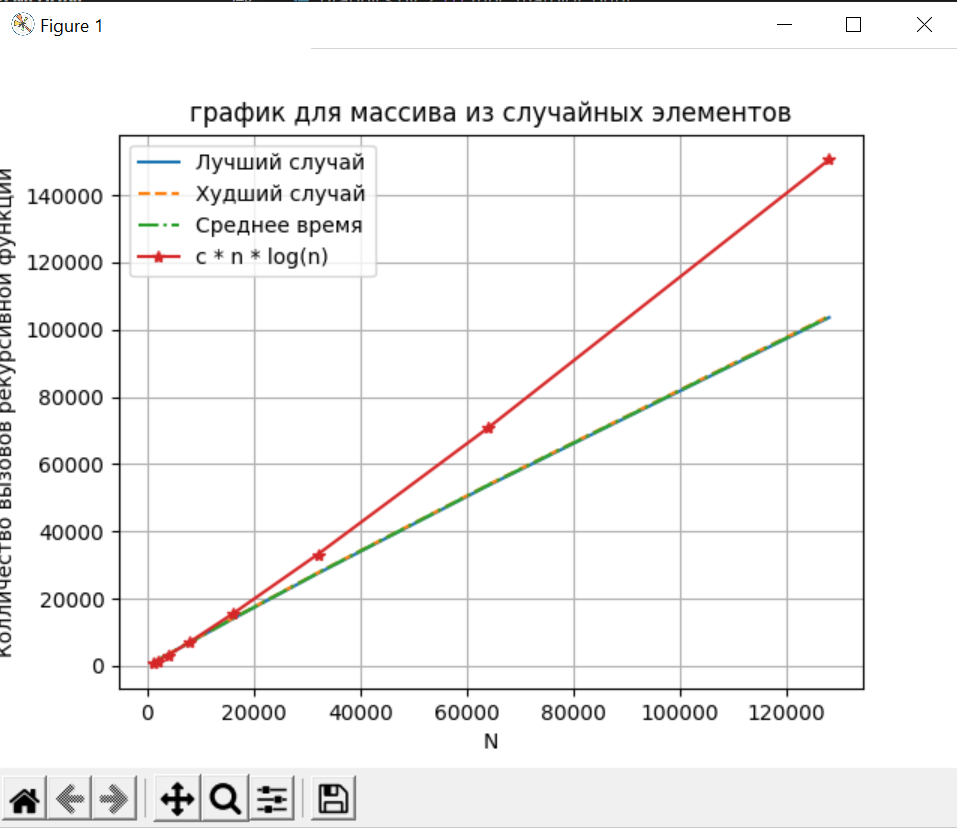 Figure 1
график для массива из случайных элементов
Лучший случай
Худший случай
Среднее время
c * n * log(n)
Колличество вызовов рекурсивной функции
140000
120000
100000
80000
60000
40000
20000
0
0 20000 40000 60000 80000 100000 120000
N